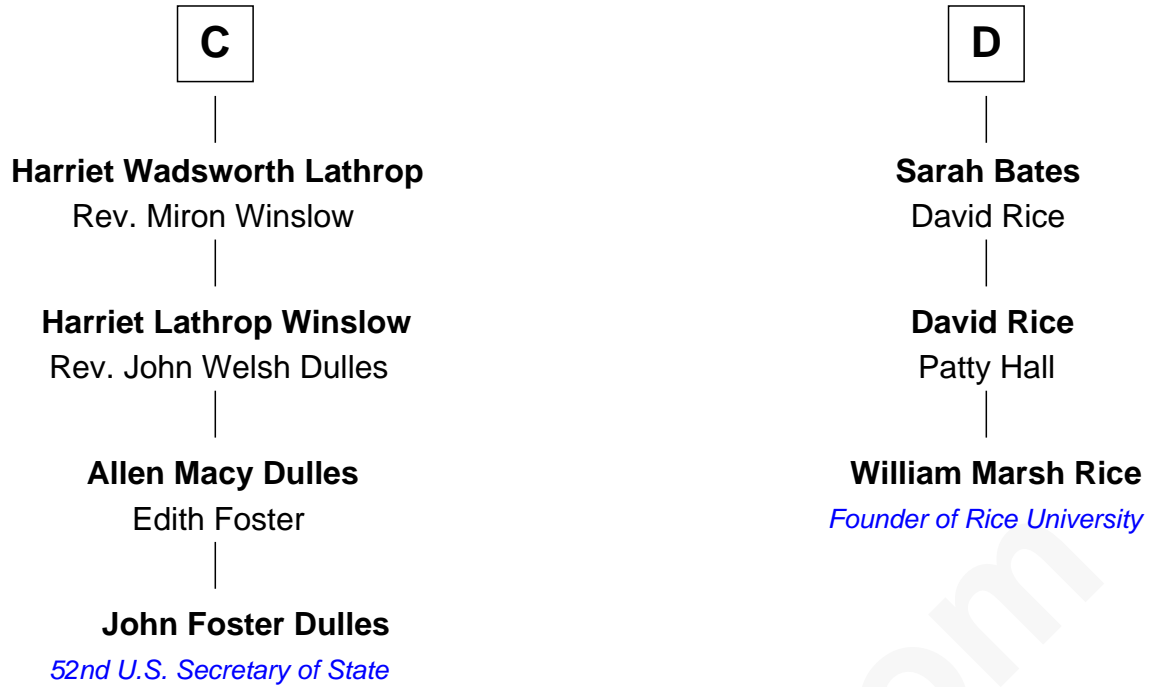 C
Harriet Wadsworth Lathrop
Rev. Miron Winslow
Harriet Lathrop Winslow
Rev. John Welsh Dulles
Allen Macy Dulles
Edith Foster
John Foster Dulles
52nd U.S. Secretary of State
D
Sarah Bates
David Rice
David Rice
Patty Hall
William Marsh Rice
Founder of Rice University
om